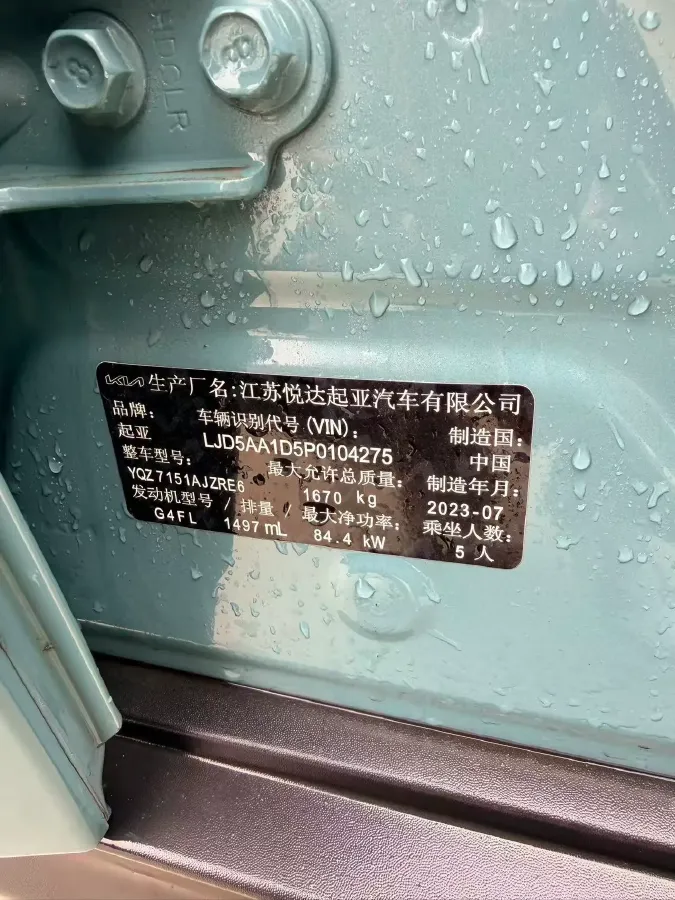 8
8
HDGLR
KIA 生产厂名:江苏悦达起亚汽车有限公司
品牌: 车辆识别代号(VIN): 制造国:
起亚 LJD5AA1D5P0104275 中国
整车型号: 最大允许总质量: 制造年月:
YQZ7151AJZRE6 1670 kg 2023-07
发动机型号 / 排量 / 最大净功率: 乘坐人数:
G4FL 1497 mL 84.4 kW 5 人